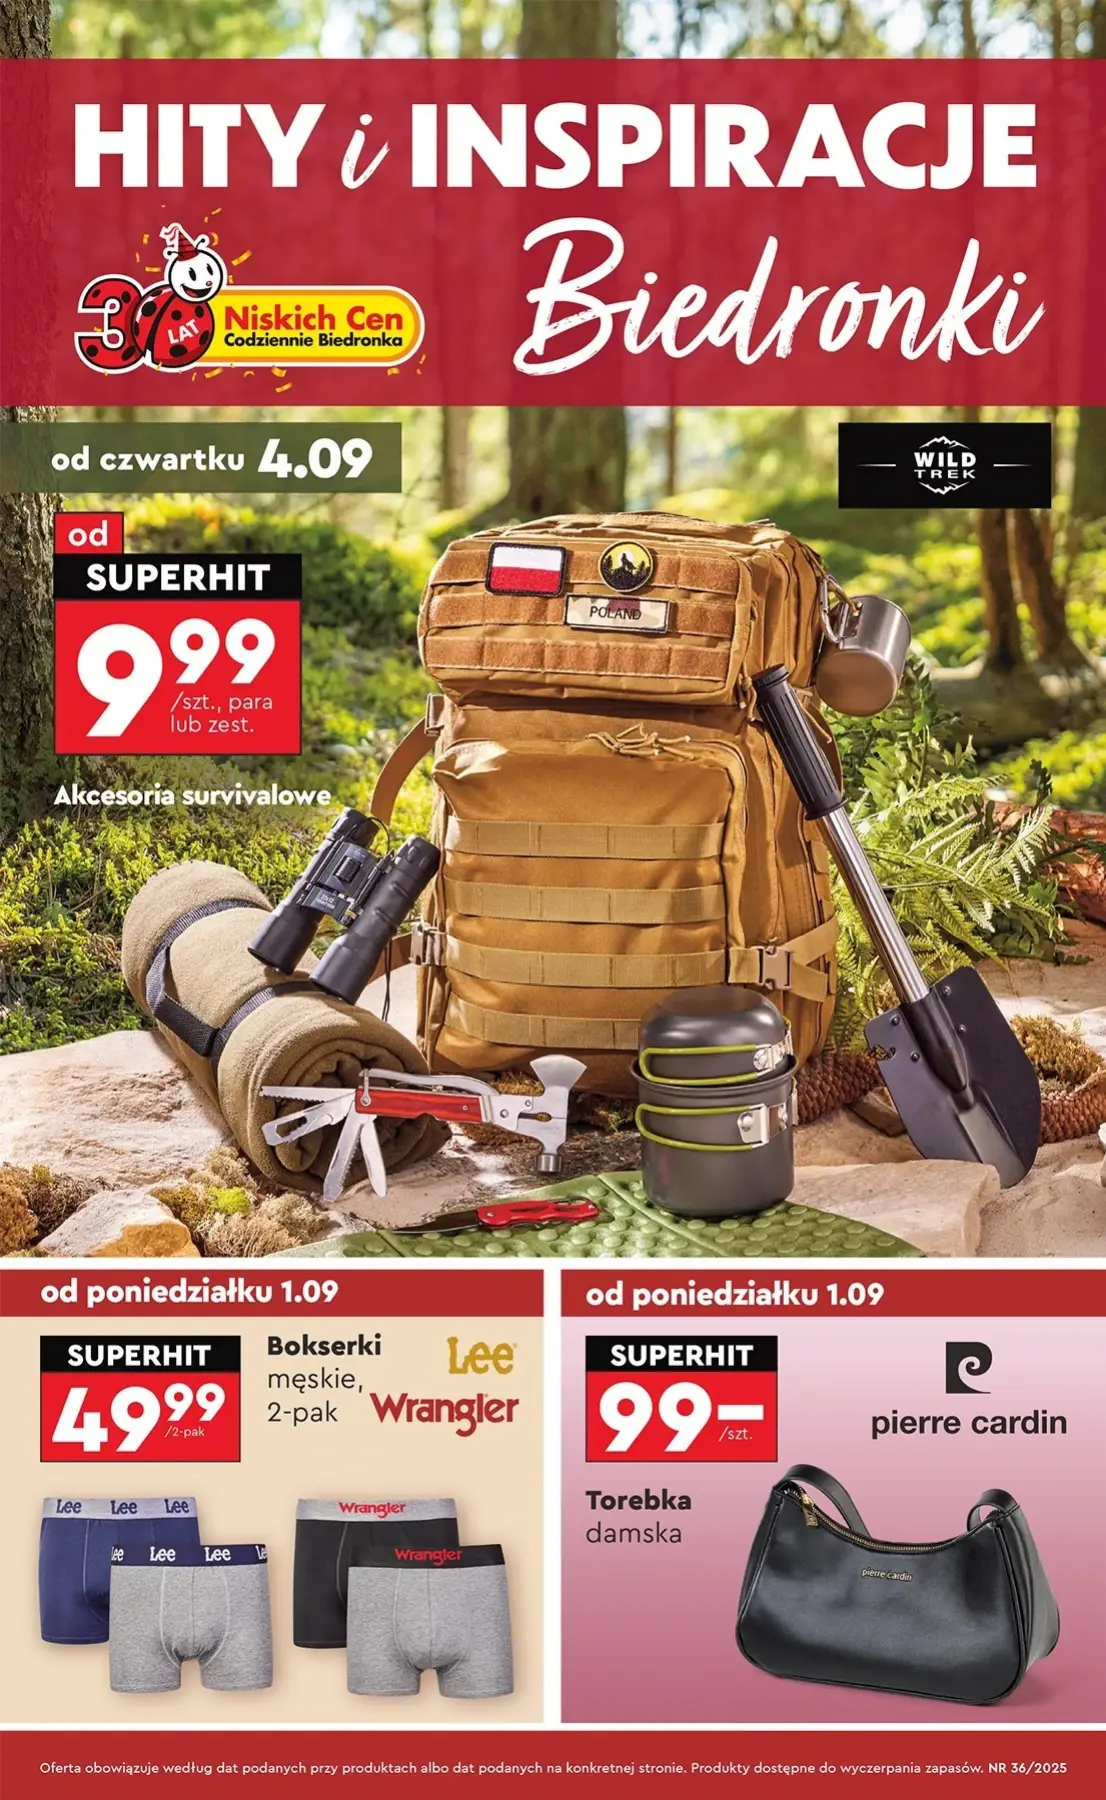 HITY i INSPIRACJE
Biedronki
30 LAT
Niskich Cen
Codziennie Biedronka
od czwartku 4.09
WILD
TREK
od
SUPERHIT
9 99
/szt., para
lub zest.
Akcesoria survivalowe
POLAND
od poniedziałku 1.09
SUPERHIT
49 99
/2-pak
Bokserki
męskie,
2-pak
Lee
Wrangler
Lee Lee Lee
Lee Lee Lee Le
Wrangler
Wrangler
od poniedziałku 1.09
SUPERHIT
99-
/szt.
pierre cardin
Torebka
damska
pierre cardin
Oferta obowiązuje według dat podanych przy produktach albo dat podanych na konkretnej stronie. Produkty dostępne do wyczerpania zapasów. NR 36/2025